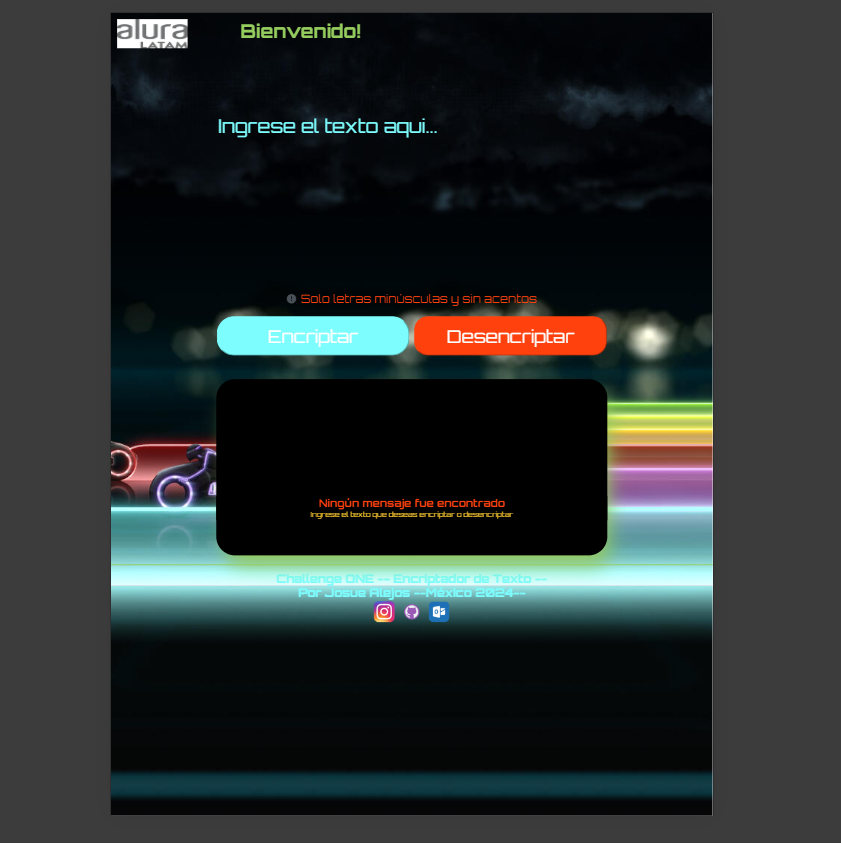 alura
LATAM
Bienvenido!
Ingrese el texto aqui...
Solo letras minúsculas y sin acentos
Encriptar
Desencriptar
Ningún mensaje fue encontrado
Ingrese el texto que deseas encriptar o desencriptar
Challenge ONE -- Encriptador de Texto --
Por Josue Alejos --México 2024--